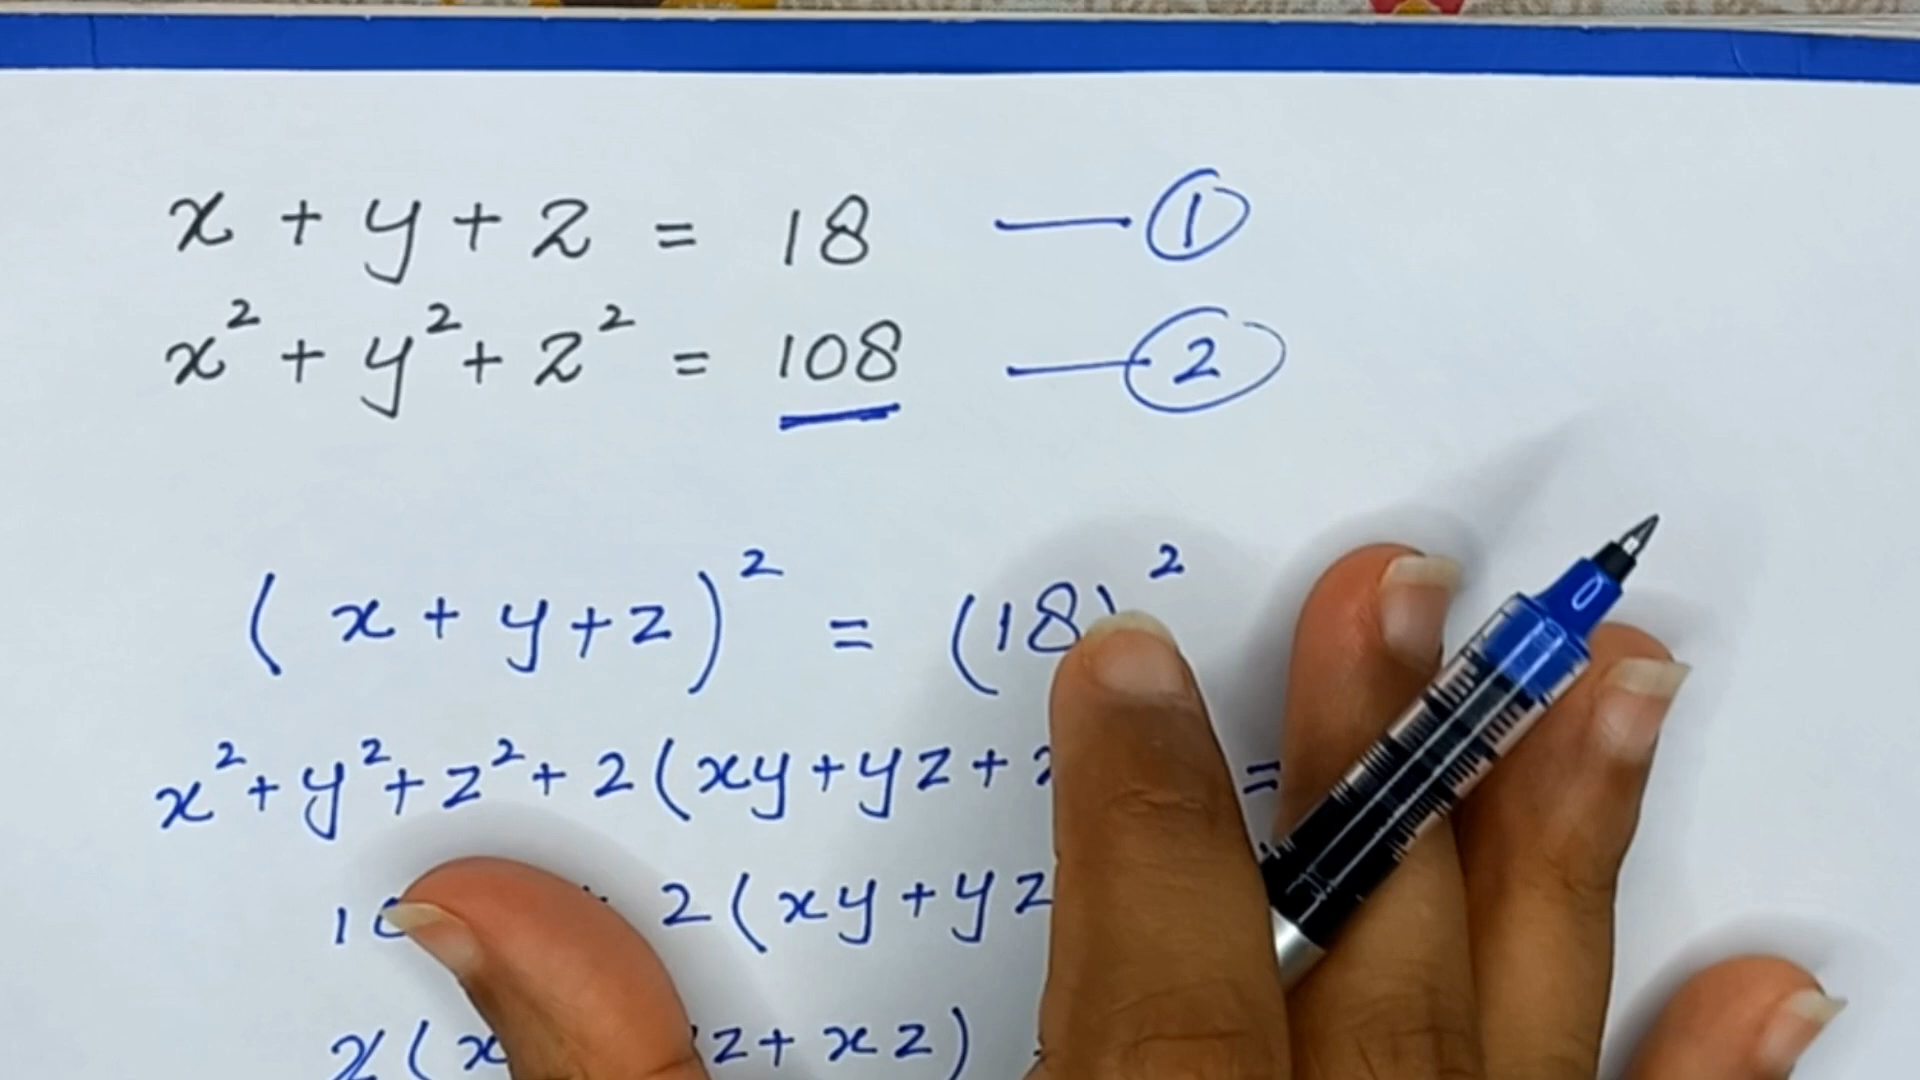 x + y + z = 18 — ①
x² + y² + z² = 108 — ②
( x + y + z )² = (18)²
x² + y² + z² + 2 ( xy + yz + =
2 ( xy + yz
z + xz )